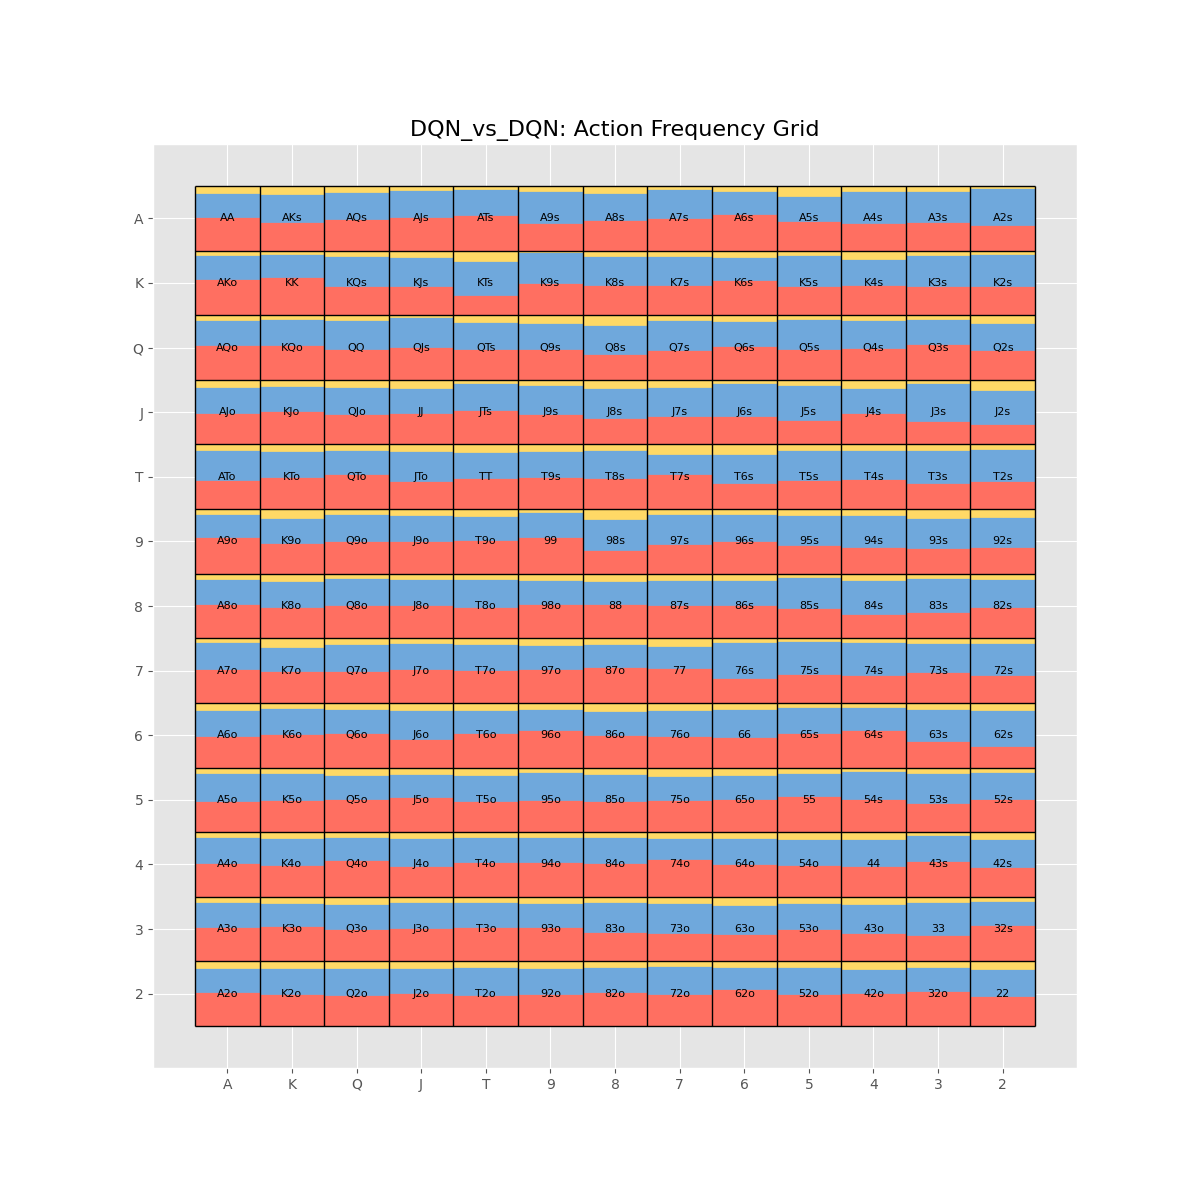 DQN_vs_DQN: Action Frequency Grid
A AA AKs AQs AJs ATs A9s A8s A7s A6s A5s A4s A3s A2s
K AKo KK KQs KJs KTs K9s K8s K7s K6s K5s K4s K3s K2s
Q AQo KQo QQ QJs QTs Q9s Q8s Q7s Q6s Q5s Q4s Q3s Q2s
J AJo KJo QJo JJ JTs J9s J8s J7s J6s J5s J4s J3s J2s
T ATo KTo QTo JTo TT T9s T8s T7s T6s T5s T4s T3s T2s
9 A9o K9o Q9o J9o T9o 99 98s 97s 96s 95s 94s 93s 92s
8 A8o K8o Q8o J8o T8o 98o 88 87s 86s 85s 84s 83s 82s
7 A7o K7o Q7o J7o T7o 97o 87o 77 76s 75s 74s 73s 72s
6 A6o K6o Q6o J6o T6o 96o 86o 76o 66 65s 64s 63s 62s
5 A5o K5o Q5o J5o T5o 95o 85o 75o 65o 55 54s 53s 52s
4 A4o K4o Q4o J4o T4o 94o 84o 74o 64o 54o 44 43s 42s
3 A3o K3o Q3o J3o T3o 93o 83o 73o 63o 53o 43o 33 32s
2 A2o K2o Q2o J2o T2o 92o 82o 72o 62o 52o 42o 32o 22
A K Q J T 9 8 7 6 5 4 3 2